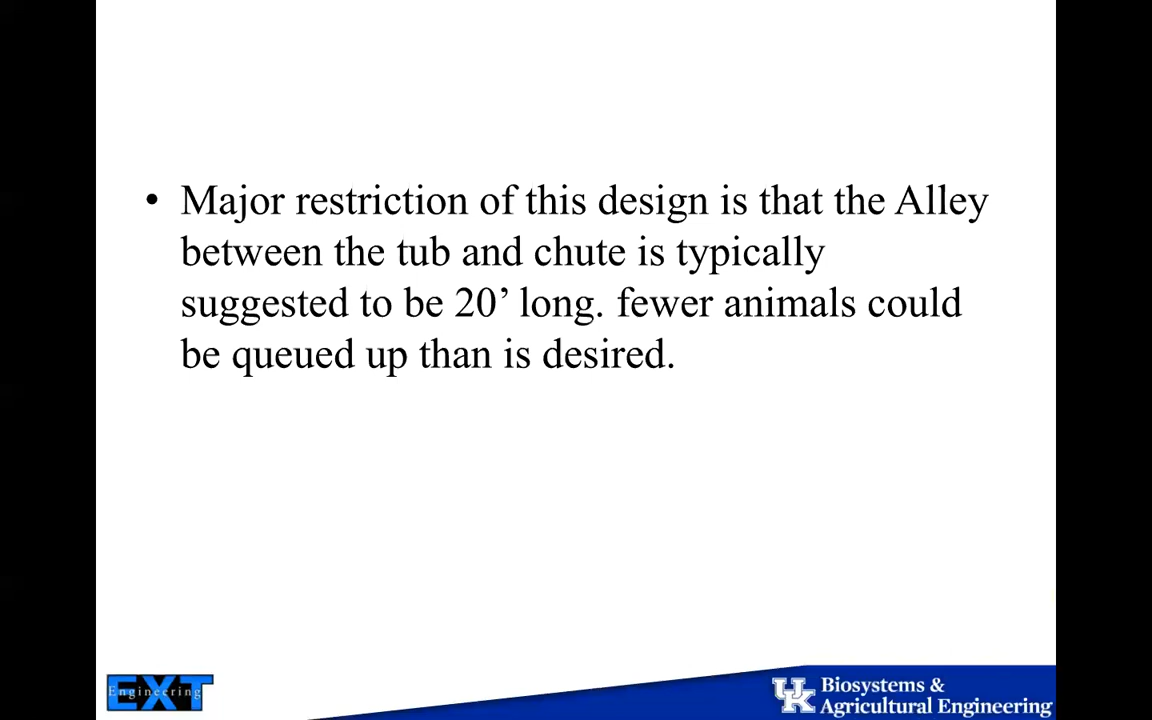 • Major restriction of this design is that the Alley
between the tub and chute is typically
suggested to be 20’ long. fewer animals could
be queued up than is desired.
EXT
Engineering
UK
Biosystems &
Agricultural Engineering